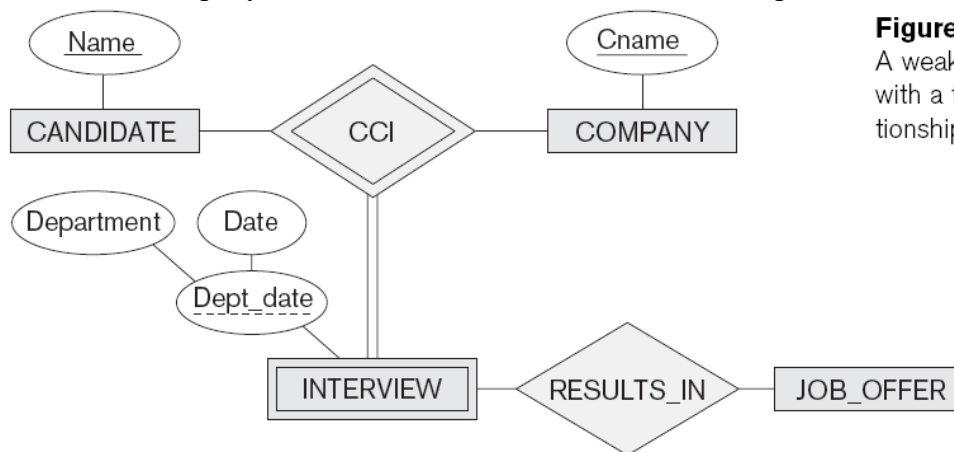 Name
Cname
Figure
A weak
with a
tionship
CANDIDATE
CCI
COMPANY
Department
Date
Dept_date
INTERVIEW
RESULTS_IN
JOB_OFFER